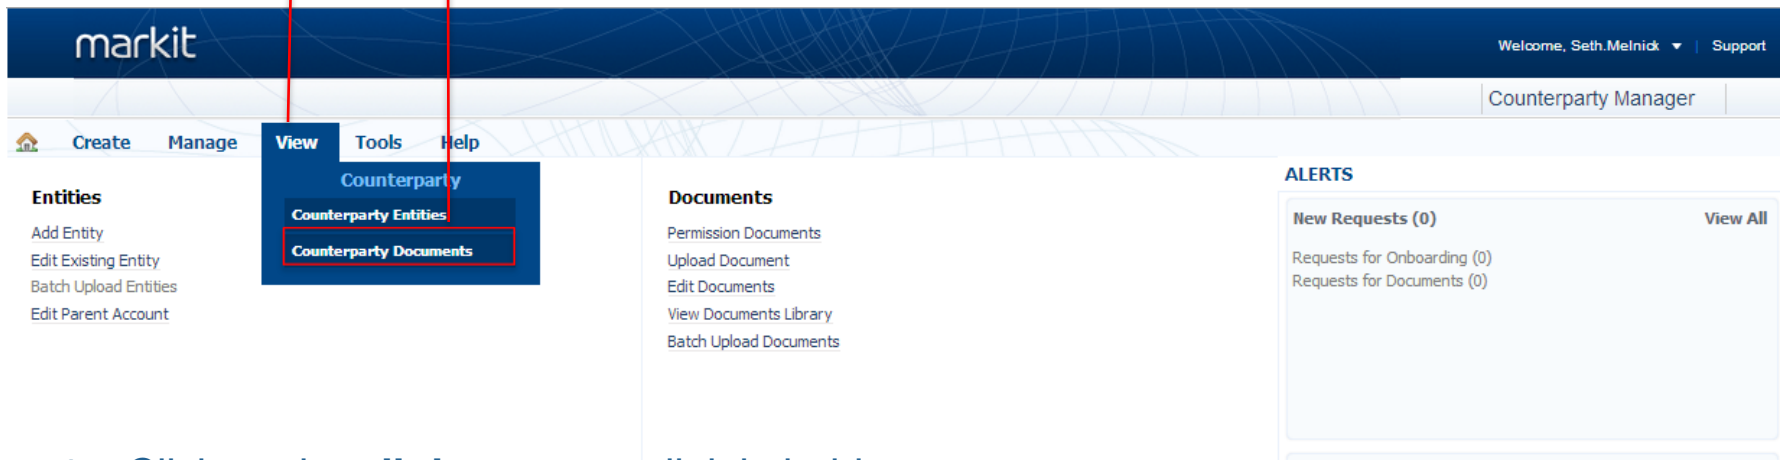 markit
Welcome, Seth.Melnick | Support
Counterparty Manager
Create Manage View Tools Help
Counterparty
Counterparty Entities
Counterparty Documents
Entities
Add Entity
Edit Existing Entity
Batch Upload Entities
Edit Parent Account
Documents
Permission Documents
Upload Document
Edit Documents
View Documents Library
Batch Upload Documents
ALERTS
New Requests (0) View All
Requests for Onboarding (0)
Requests for Documents (0)